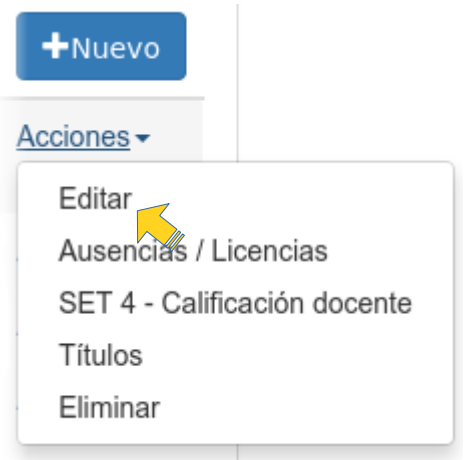 +Nuevo
Acciones
Editar
Ausencias / Licencias
SET 4 - Calificación docente
Títulos
Eliminar